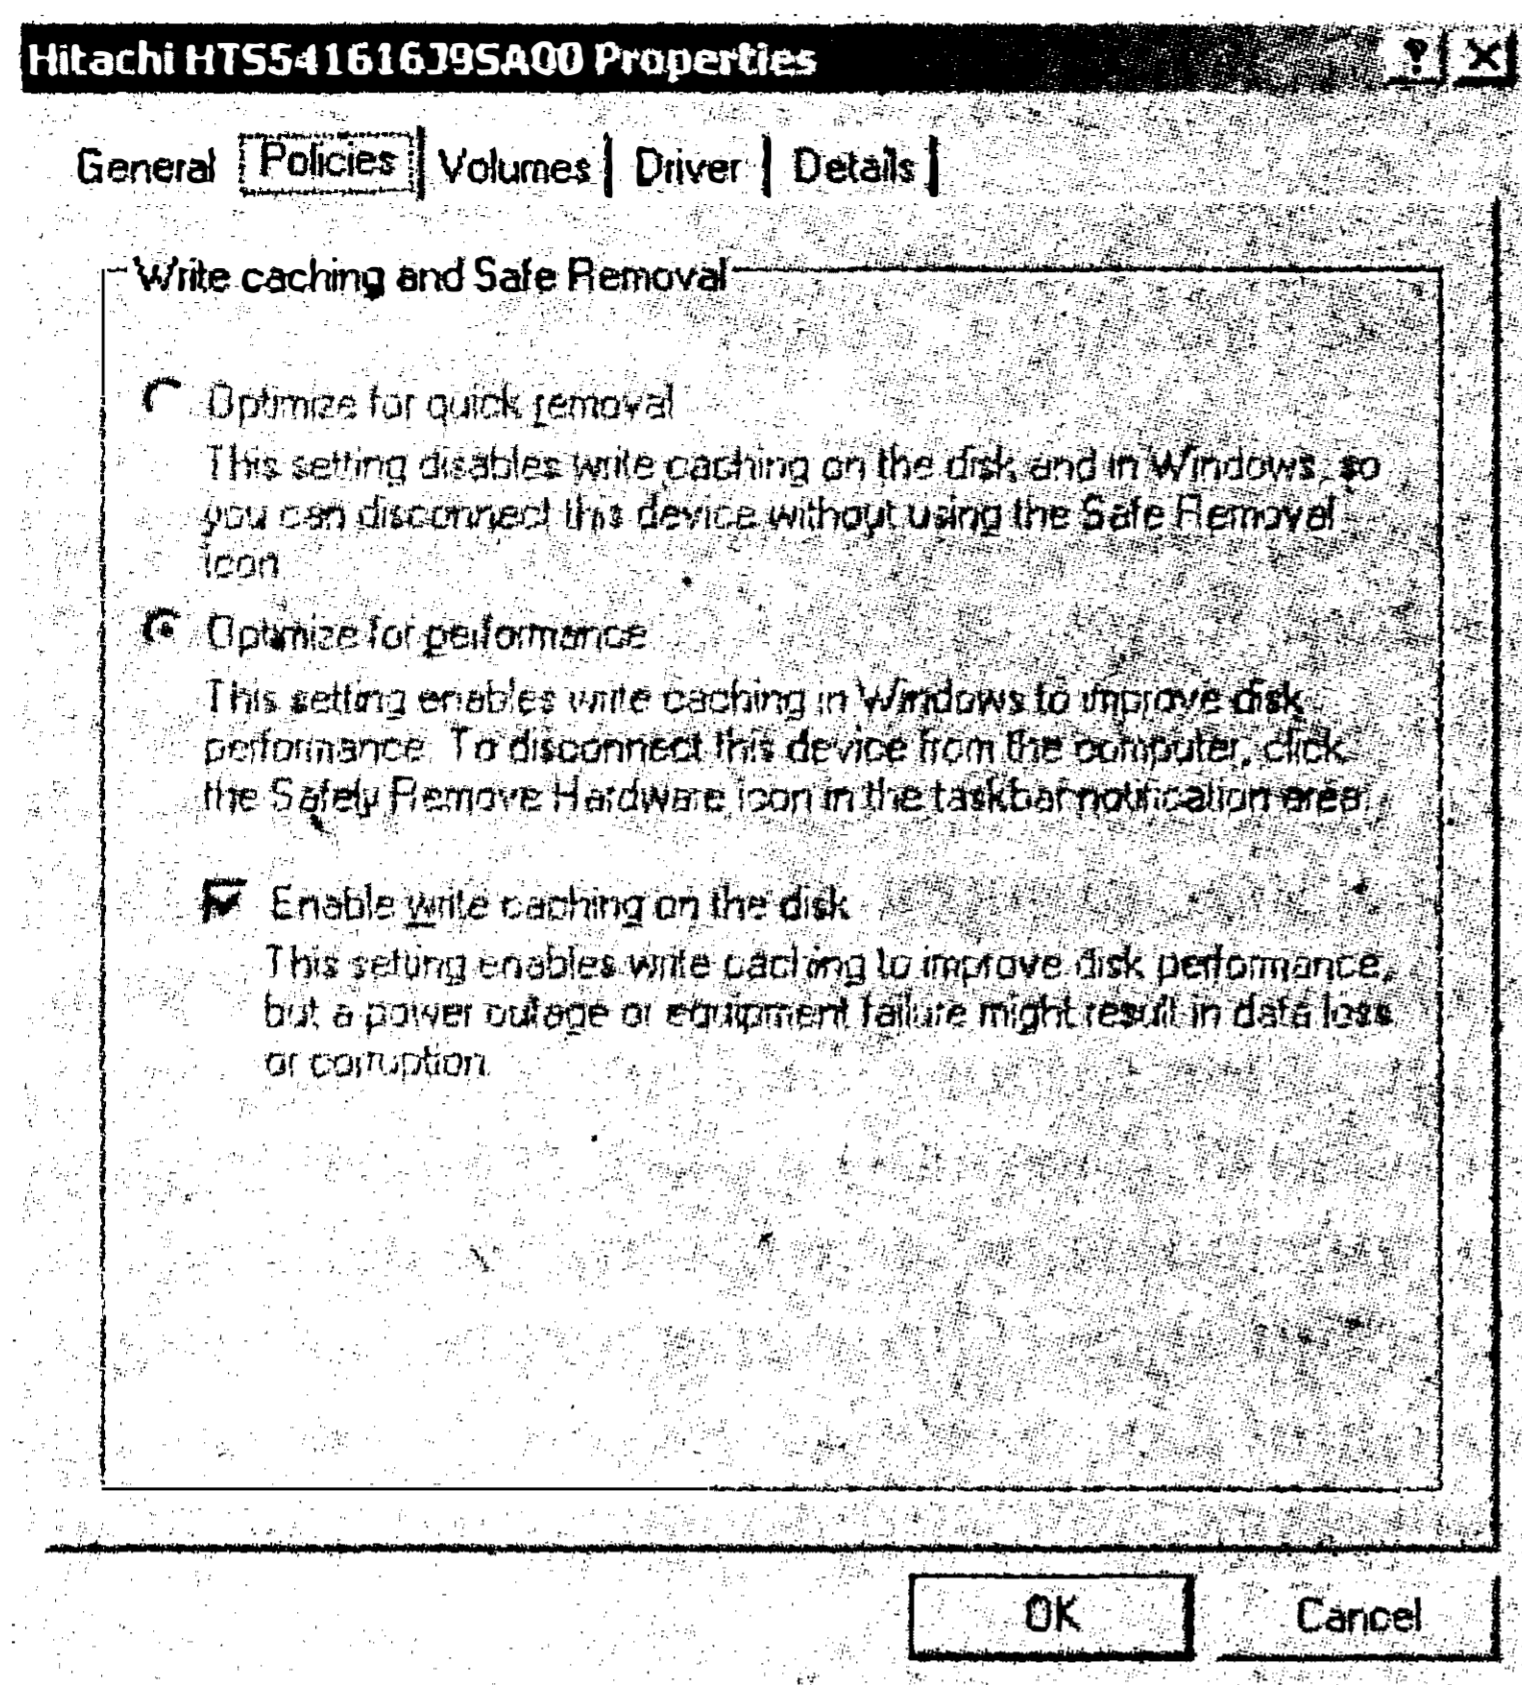 Hitachi HTS541616J9SA00 Properties
General Policies Volumes Driver Details
Write caching and Safe Removal
Optimize for quick removal
This setting disables write caching on the disk and in Windows, so
you can disconnect this device without using the Safe Removal
icon
Optimize for performance
This setting enables write caching in Windows to improve disk
performance. To disconnect this device from the computer, click
the Safely Remove Hardware icon in the taskbar notification area.
Enable write caching on the disk
This setting enables write caching to improve disk performance,
but a power outage or equipment failure might result in data loss
or corruption.
OK Cancel